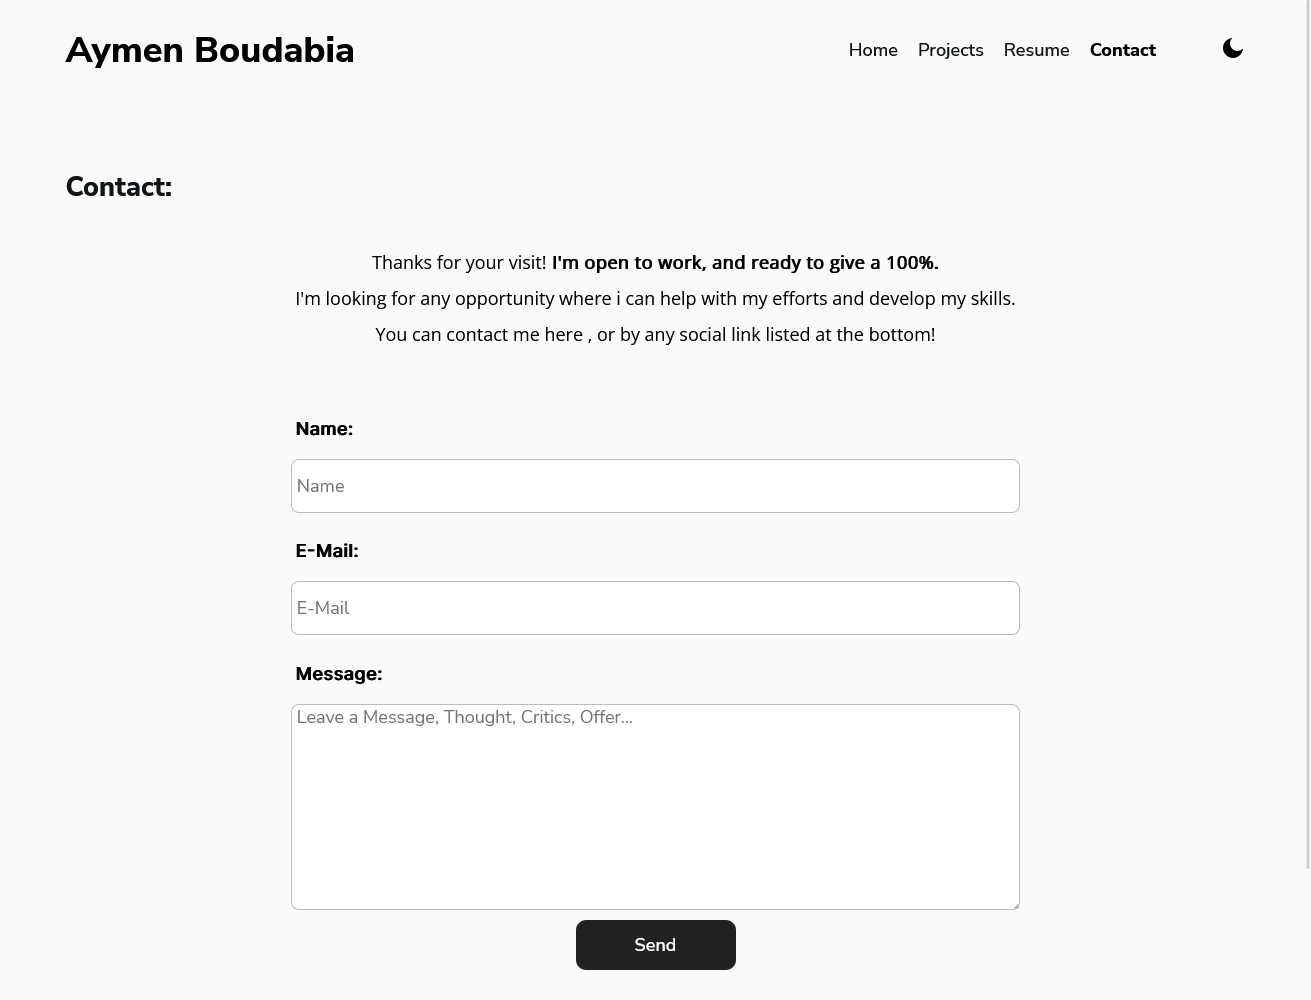 Aymen Boudabia
Home Projects Resume Contact
Contact:
Thanks for your visit! I'm open to work, and ready to give a 100%.
I'm looking for any opportunity where i can help with my efforts and develop my skills.
You can contact me here , or by any social link listed at the bottom!
Name:
Name
E-Mail:
E-Mail
Message:
Leave a Message, Thought, Critics, Offer...
Send